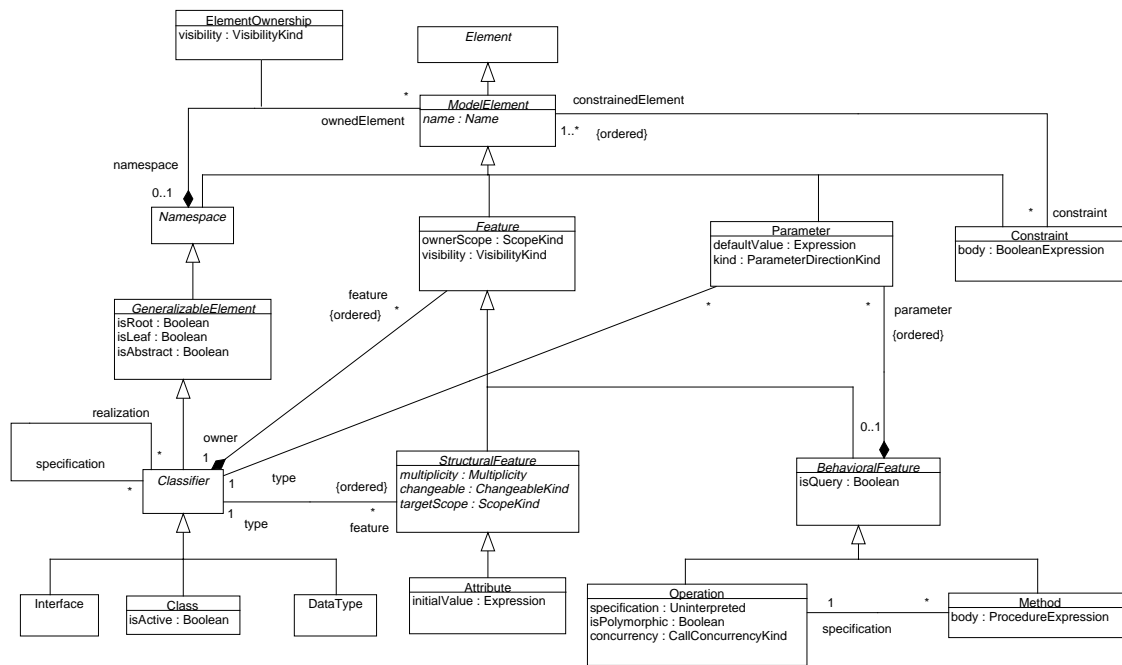 ElementOwnership
visibility : VisibilityKind
Element
ModelElement
name : Name
*
ownedElement
constrainedElement
1..*
{ordered}
namespace
0..1
Namespace
Feature
ownerScope : ScopeKind
visibility : VisibilityKind
Parameter
defaultValue : Expression
kind : ParameterDirectionKind
*
constraint
Constraint
body : BooleanExpression
GeneralizableElement
isRoot : Boolean
isLeaf : Boolean
isAbstract : Boolean
feature
*
{ordered}
*
*
parameter
{ordered}
realization
*
specification
*
owner
1
Classifier
1
type
1
type
{ordered}
*
feature
StructuralFeature
multiplicity : Multiplicity
changeable : ChangeableKind
targetScope : ScopeKind
0..1
BehavioralFeature
isQuery : Boolean
Interface
Class
isActive : Boolean
DataType
Attribute
initialValue : Expression
Operation
specification : Uninterpreted
isPolymorphic : Boolean
concurrency : CallConcurrencyKind
1
*
specification
Method
body : ProcedureExpression